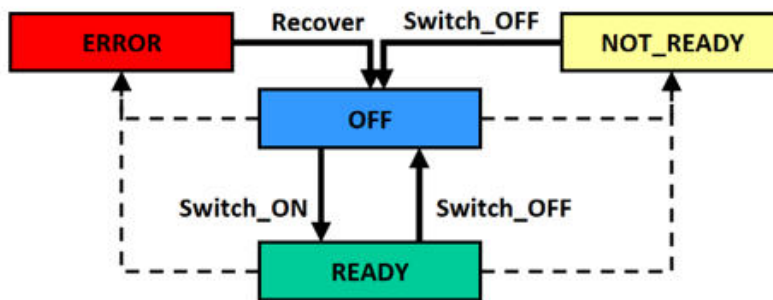 Recover
Switch_OFF
ERROR
NOT_READY
OFF
Switch_ON
Switch_OFF
READY